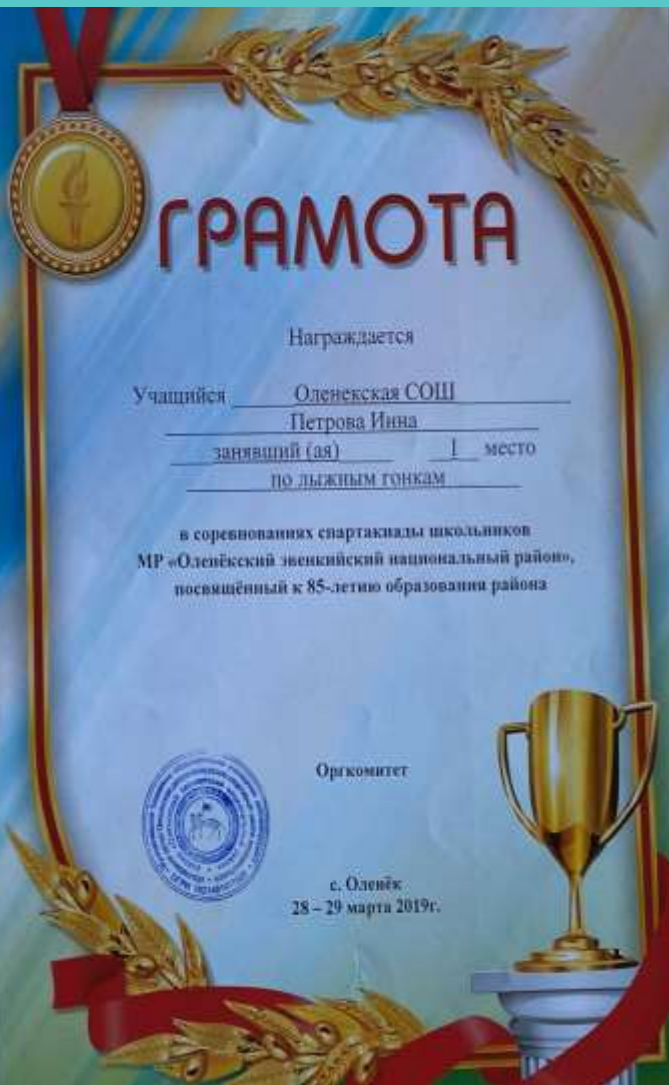 ГРАМОТА
Награждается
Учащийся Оленекская СОШ
Петрова Инна
занявший (ая) 1 место
по лыжным гонкам
в соревнованиях спартакиады школьников
МР «Оленёкский эвенкийский национальный район»,
посвящённый к 85-летию образования района
Оргкомитет
с. Оленёк
28 – 29 марта 2019г.